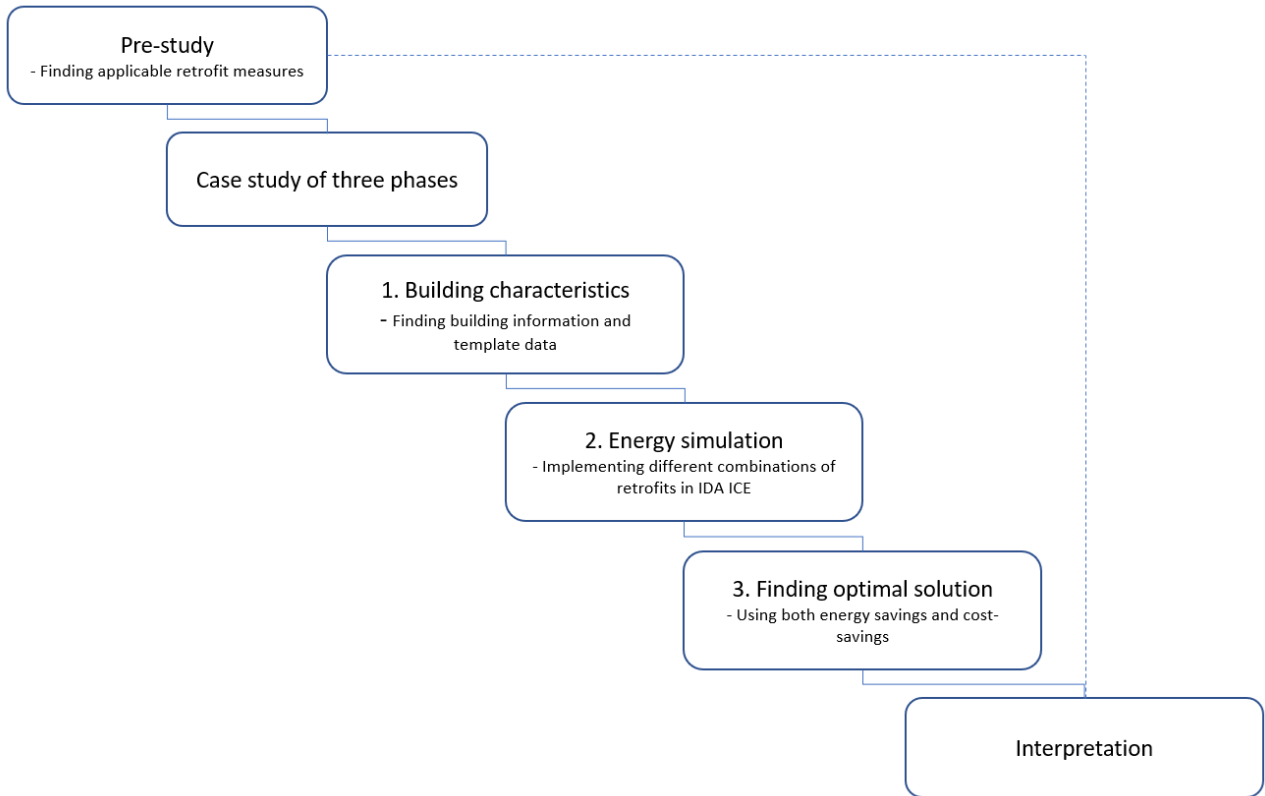 Pre-study
- Finding applicable retrofit measures
Case study of three phases
1. Building characteristics
- Finding building information and
template data
2. Energy simulation
- Implementing different combinations of
retrofits in IDA ICE
3. Finding optimal solution
- Using both energy savings and cost-
savings
Interpretation